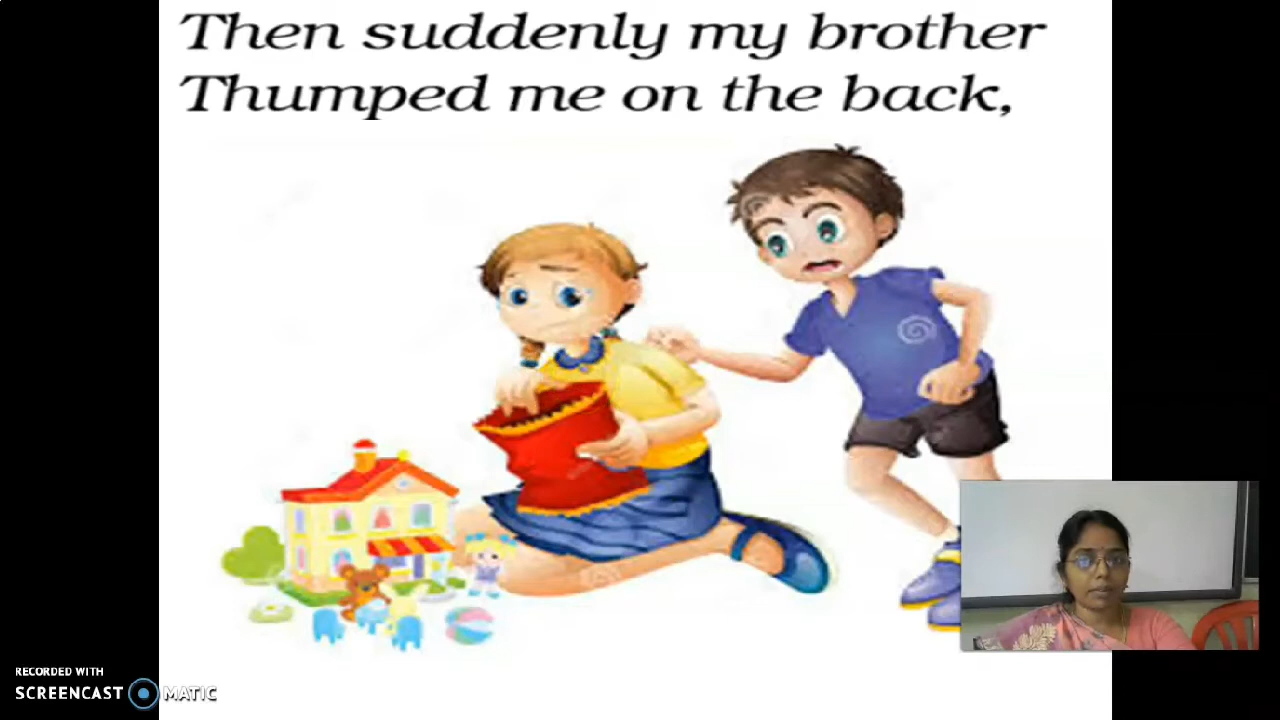 Then suddenly my brother
Thumped me on the back,
RECORDED WITH
SCREENCAST MATIC